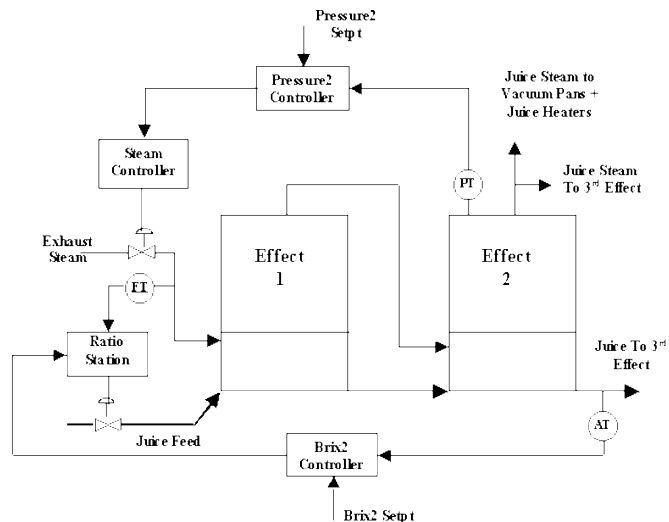 Pressure2
Setpt
Pressure2
Controller
Juice Steam to
Vacuum Pans +
Juice Heaters
Steam
Controller
PT
Juice Steam
To 3rd Effect
Exhaust
Steam
Effect
1
Effect
2
FT
Ratio
Station
Juice To 3rd
Effect
Juice Feed
AT
Brix2
Controller
Brix2 Setpt